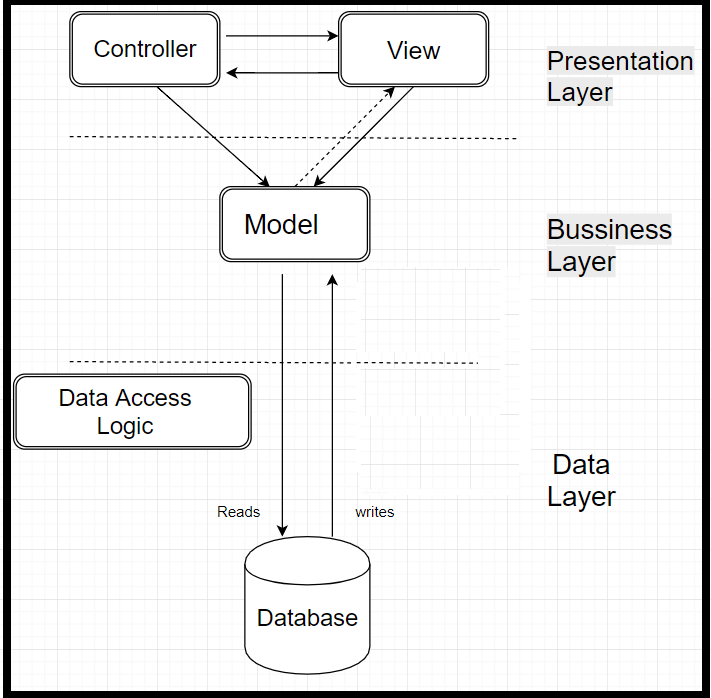 Controller
View
Presentation
Layer
Model
Bussiness
Layer
Data Access
Logic
Data
Layer
Reads
writes
Database